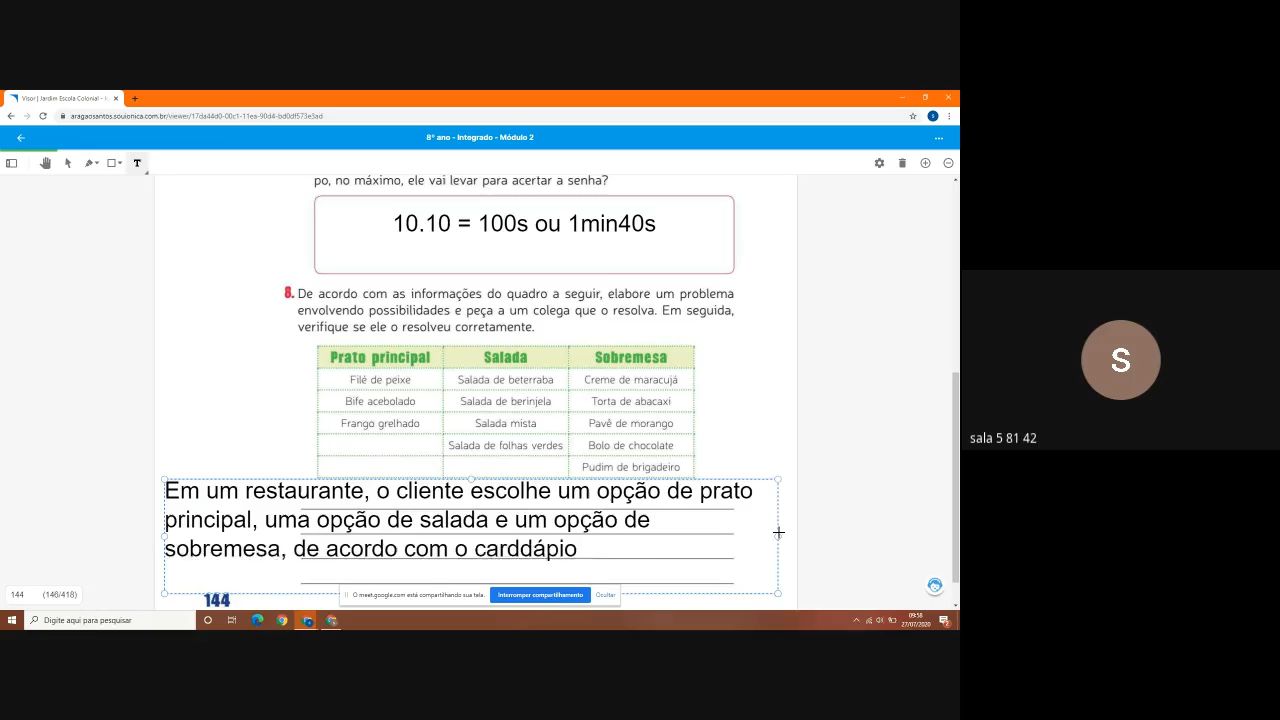 Visor | Jardim Escola Colonial - I
aragaosantos.souionica.com.br/viewer/17da44d0-00c1-11ea-90d4-bd0df573e3ad
8º ano - Integrado - Módulo 2
T
po, no máximo, ele vai levar para acertar a senha?
10.10 = 100s ou 1min40s
8. De acordo com as informações do quadro a seguir, elabore um problema
envolvendo possibilidades e peça a um colega que o resolva. Em seguida,
verifique se ele o resolveu corretamente.
Prato principal Salada Sobremesa
Filé de peixe Salada de beterraba Creme de maracujá
Bife acebolado Salada de berinjela Torta de abacaxi
Frango grelhado Salada mista Pavê de morango
Salada de folhas verdes Bolo de chocolate
Pudim de brigadeiro
Em um restaurante, o cliente escolhe um opção de prato
principal, uma opção de salada e um opção de
sobremesa, de acordo com o carddápio
S
sala 5 81 42
144 (146/418)
144
O meet.google.com está compartilhando sua tela. Interromper compartilhamento Ocultar
Digite aqui para pesquisar
09:58
27/07/2020